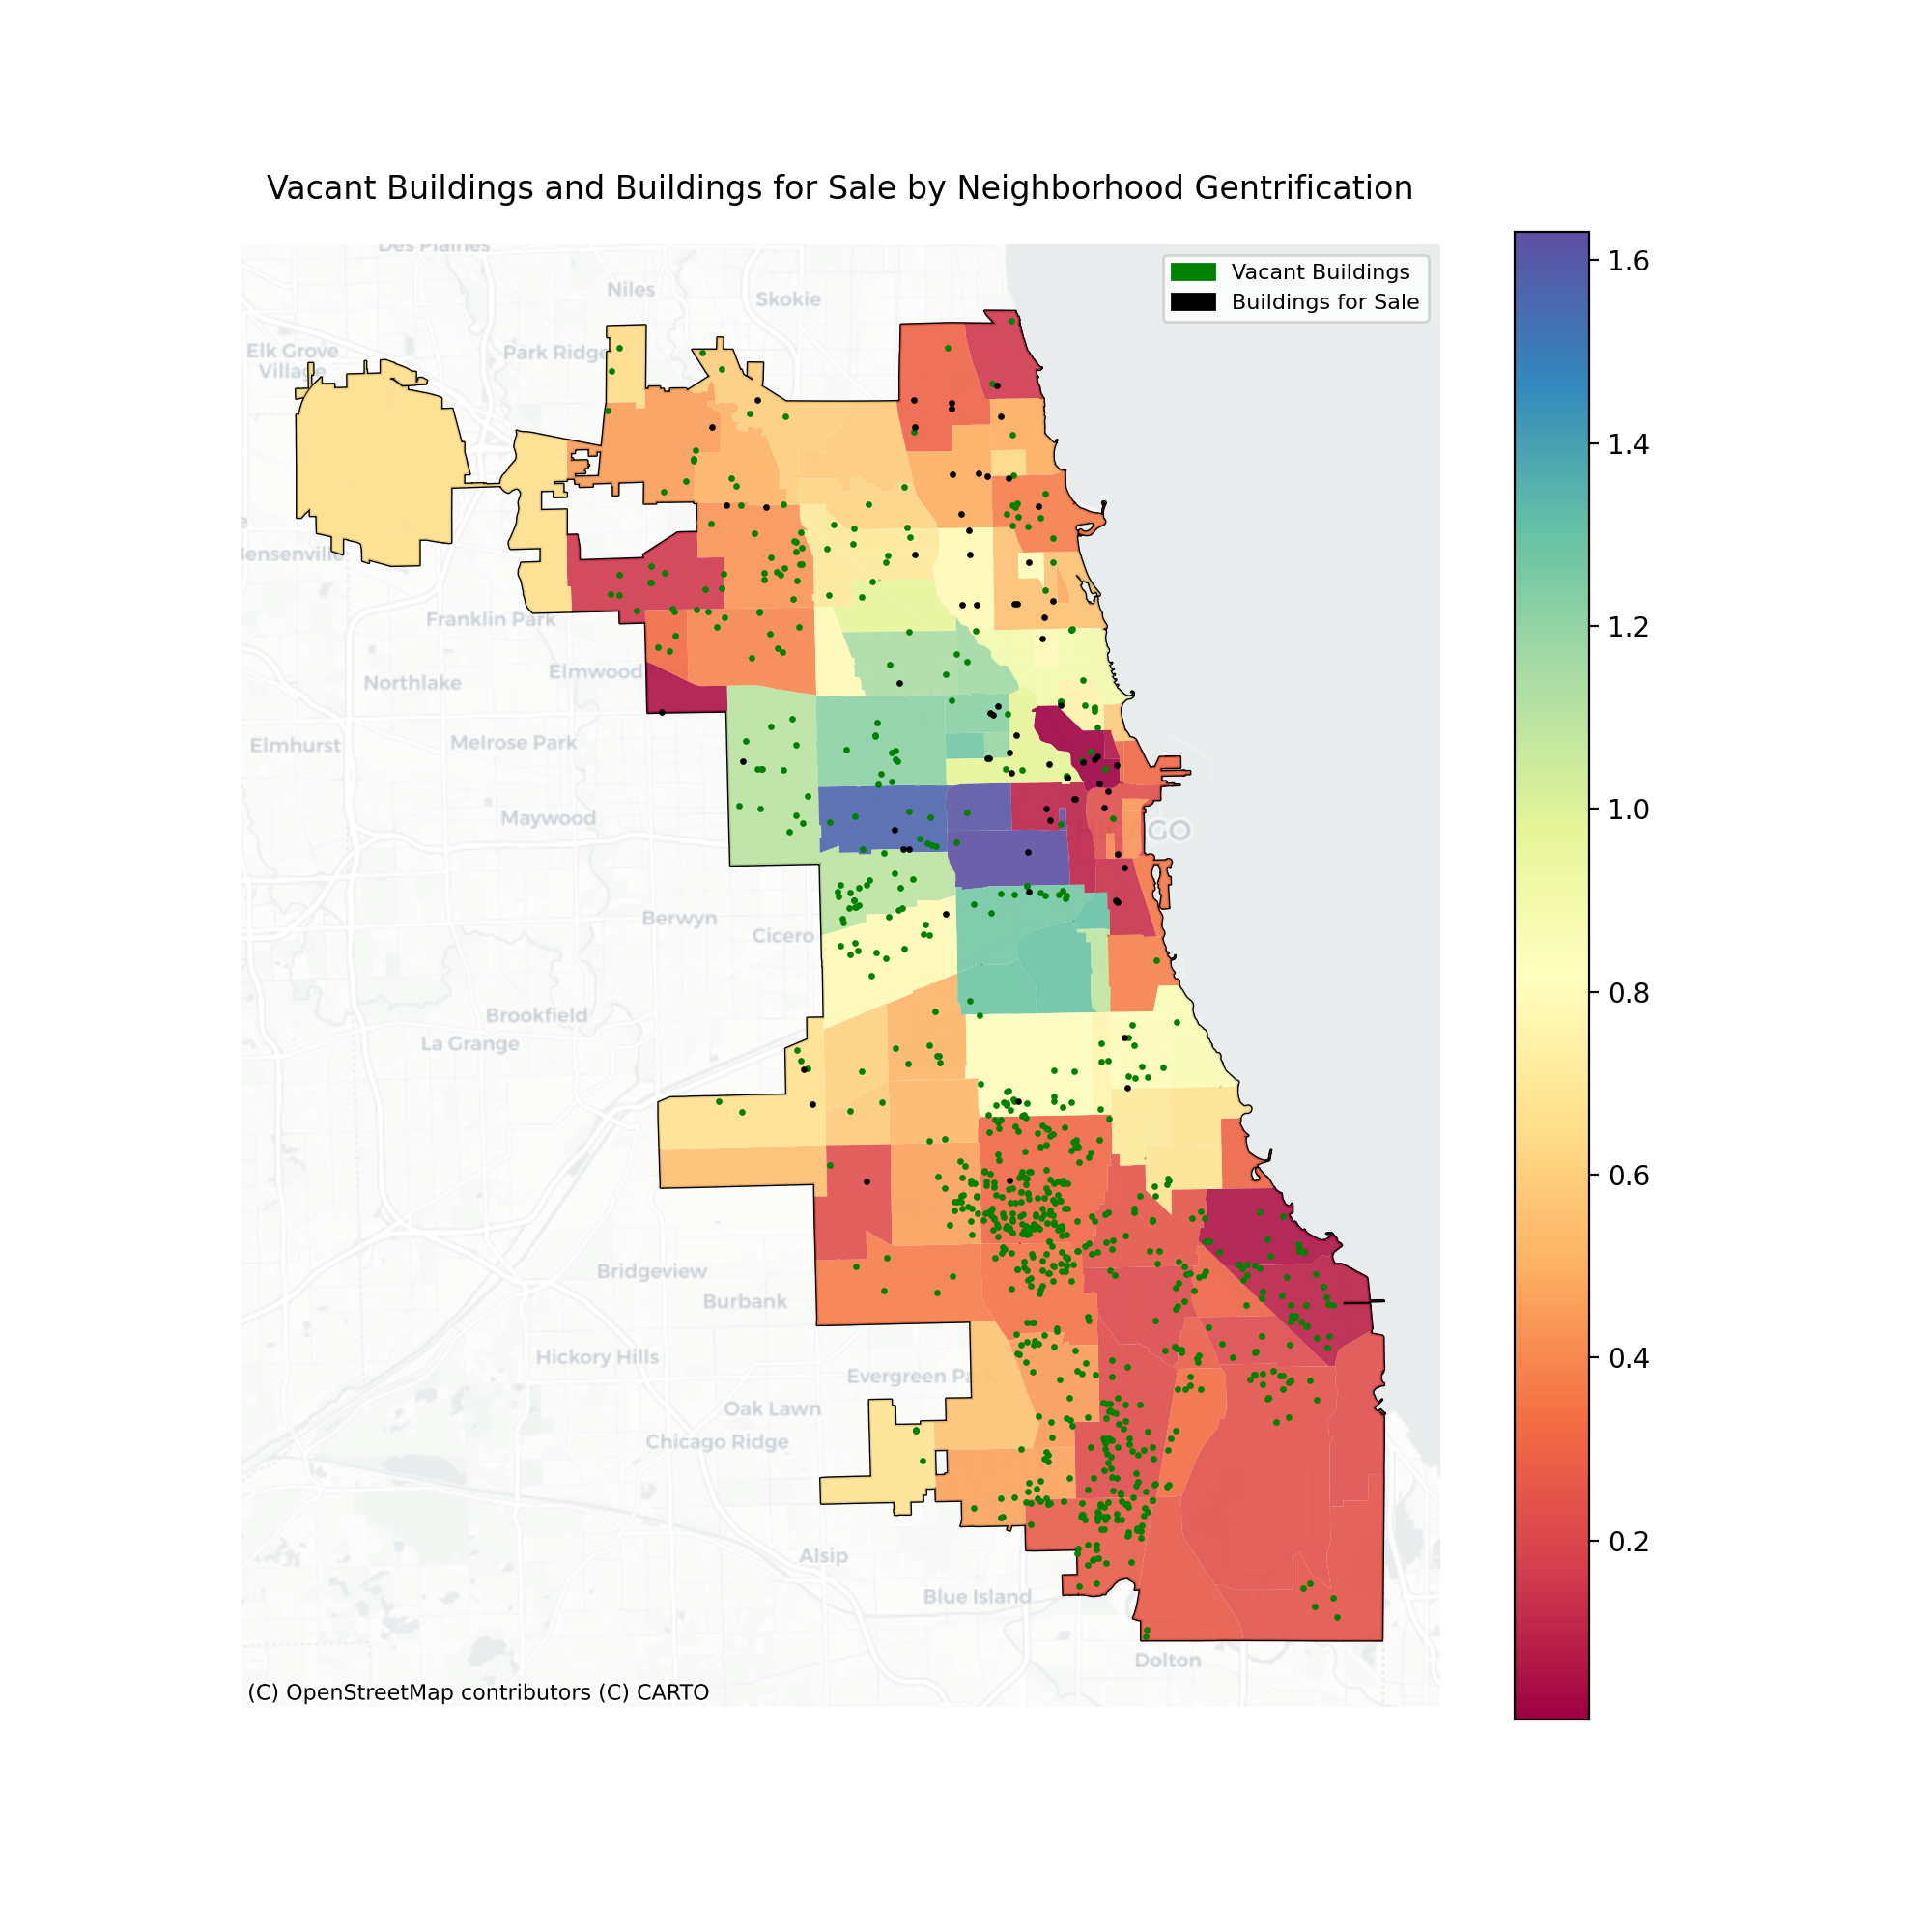 Vacant Buildings and Buildings for Sale by Neighborhood Gentrification
Des Plaines
Niles
Skokie
Vacant Buildings
Buildings for Sale
Elk Grove
Village
Park Ridge
Bensenville
Franklin Park
Elmwood
Northlake
Elmhurst
Melrose Park
Maywood
Berwyn
Cicero
Brookfield
La Grange
Bridgeview
Burbank
Hickory Hills
Evergreen Pa
Oak Lawn
Chicago Ridge
Alsip
Blue Island
Dolton
AGO
(C) OpenStreetMap contributors (C) CARTO
1.6
1.4
1.2
1.0
0.8
0.6
0.4
0.2